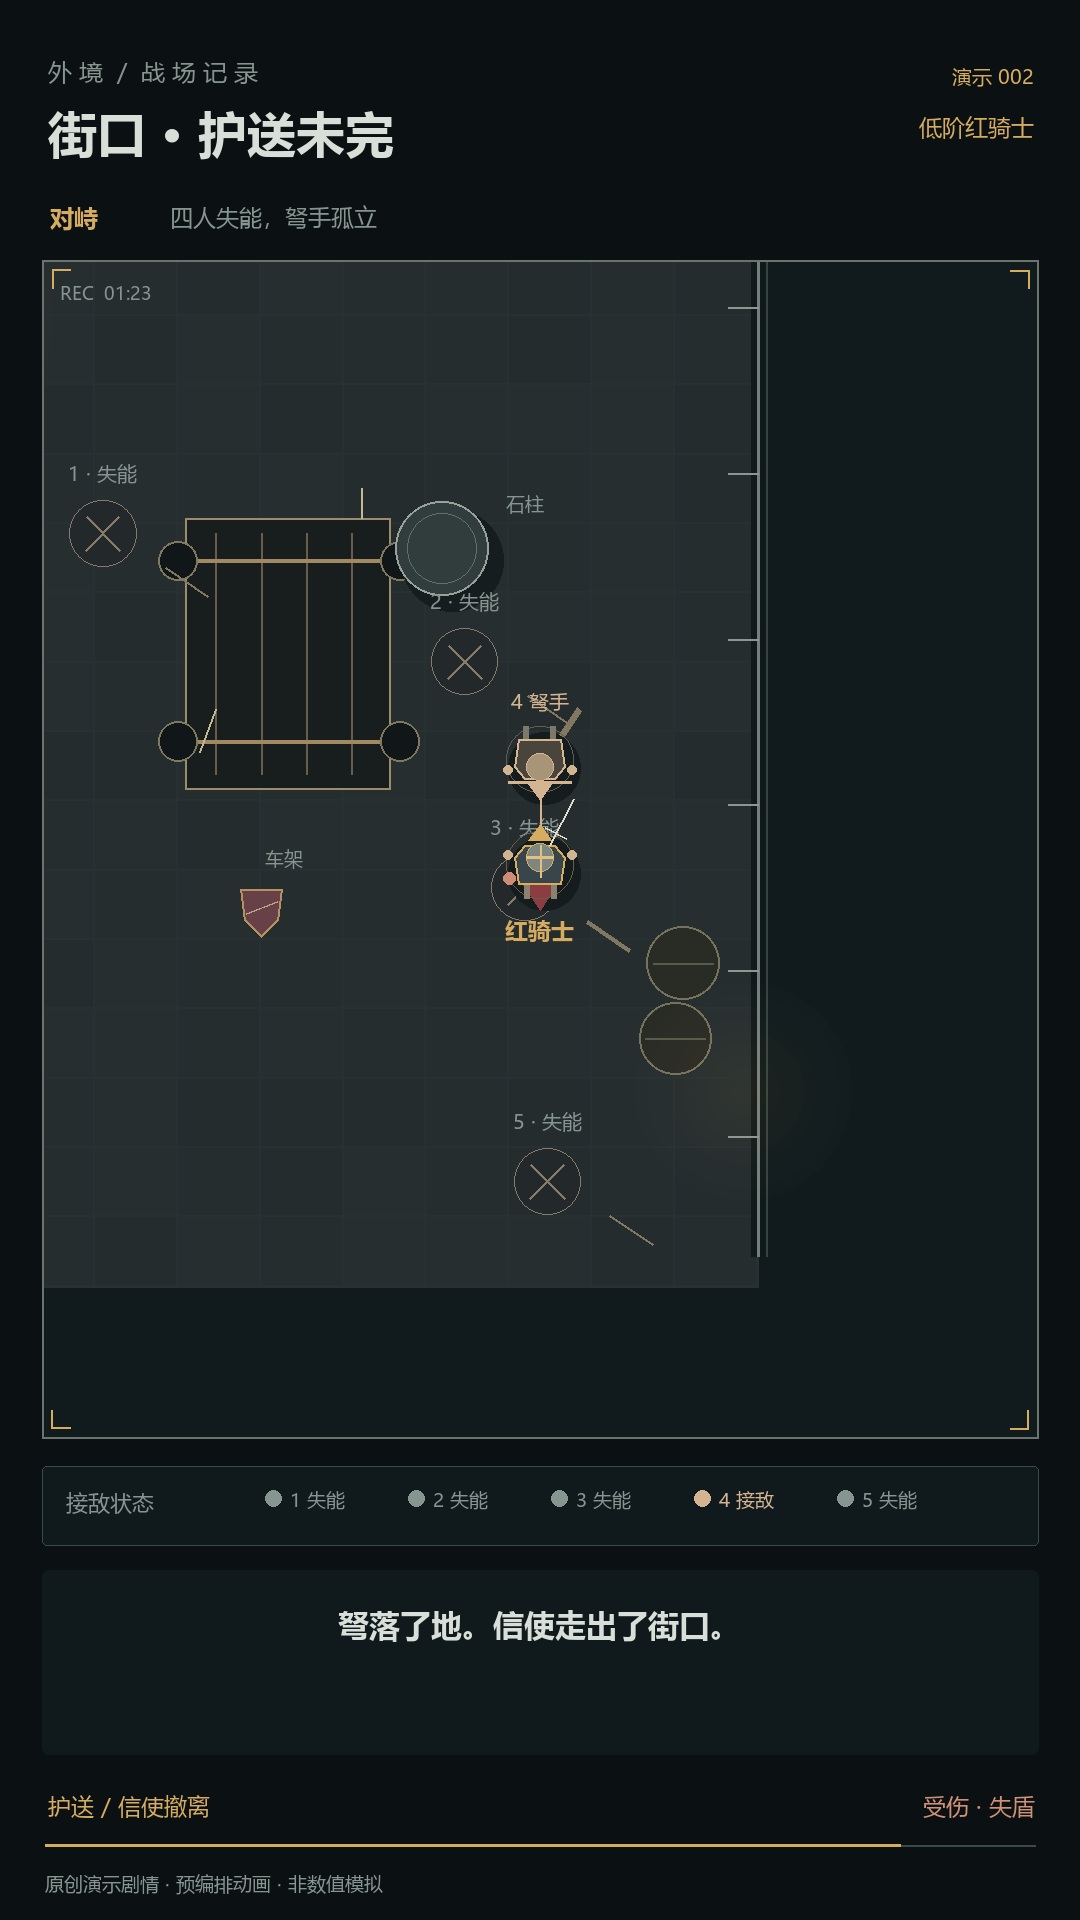 外境 / 战场记录
演示 002
街口·护送未完
低阶红骑士
对峙 四人失能，弩手孤立
REC 01:23
1 · 失能
石柱
2 · 失能
4 弩手
3 · 失能
车架
红骑士
5 · 失能
接敌状态 1 失能 2 失能 3 失能 4 接敌 5 失能
弩落了地。信使走出了街口。
护送 / 信使撤离
受伤 · 失盾
原创演示剧情 · 预编排动画 · 非数值模拟